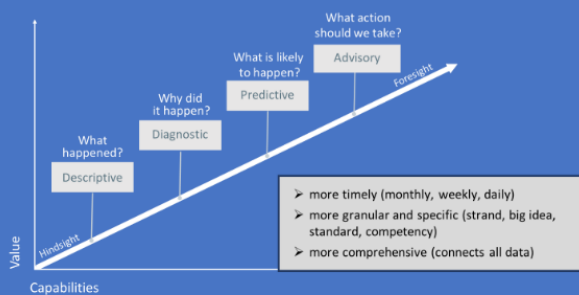 What action
should we take?
Advisory
What is likely
to happen?
Predictive
Foresight
Why did
it happen?
Diagnostic
What
happened?
Descriptive
Hindsight
Value
Capabilities
➢ more timely (monthly, weekly, daily)
➢ more granular and specific (strand, big idea,
standard, competency)
➢ more comprehensive (connects all data)